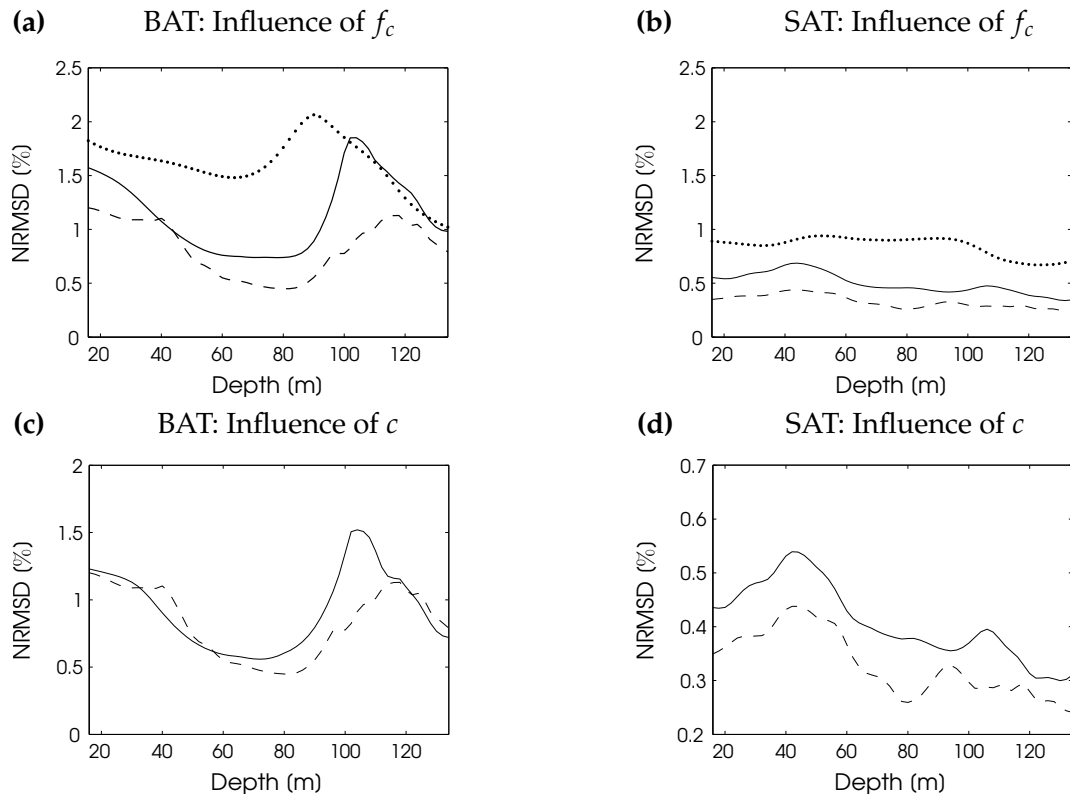 (a) BAT: Influence of f_c
2.5
2
1.5
1
0.5
0
NRMSD (%)
20 40 60 80 100 120
Depth (m)
(b) SAT: Influence of f_c
2.5
2
1.5
1
0.5
0
NRMSD (%)
20 40 60 80 100 120
Depth (m)
(c) BAT: Influence of c
2
1.5
1
0.5
0
NRMSD (%)
20 40 60 80 100 120
Depth (m)
(d) SAT: Influence of c
0.7
0.6
0.5
0.4
0.3
0.2
NRMSD (%)
20 40 60 80 100 120
Depth (m)